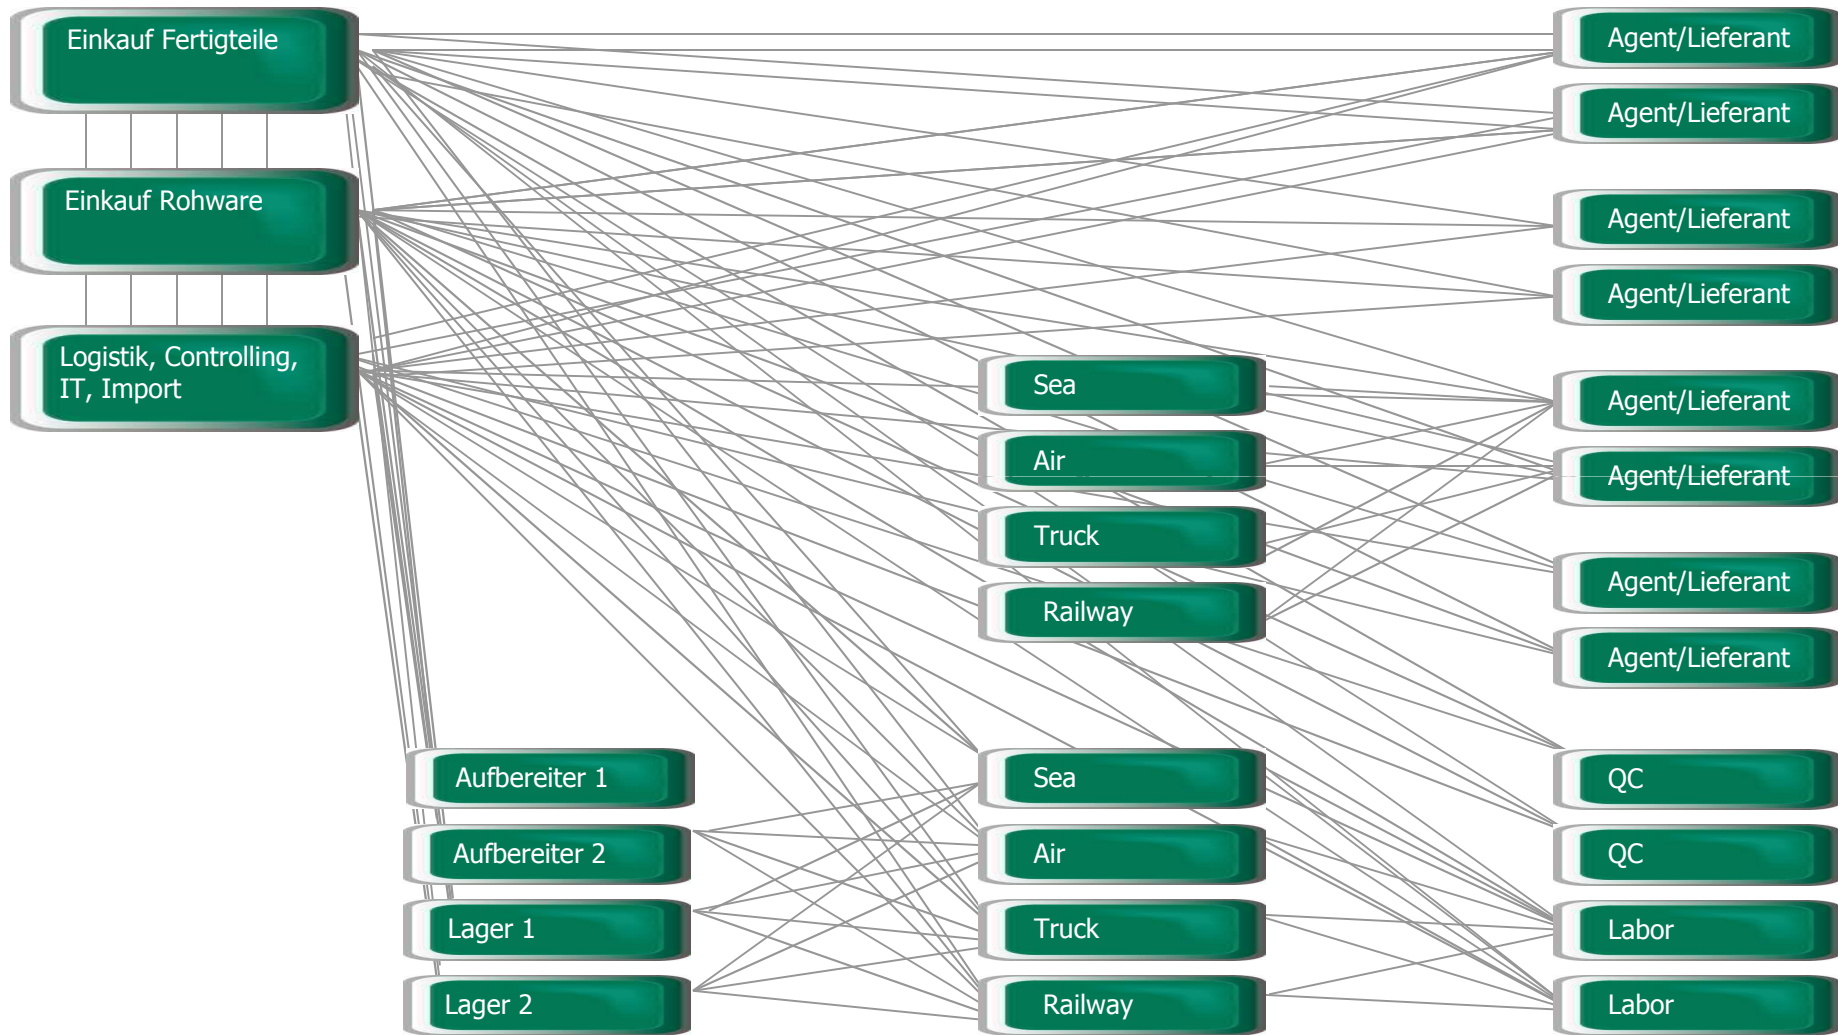 Einkauf Fertigteile
Einkauf Rohware
Logistik, Controlling,
IT, Import
Aufbereiter 1
Aufbereiter 2
Lager 1
Lager 2
Sea
Air
Truck
Railway
Sea
Air
Truck
Railway
Agent/Lieferant
Agent/Lieferant
Agent/Lieferant
Agent/Lieferant
Agent/Lieferant
Agent/Lieferant
Agent/Lieferant
Agent/Lieferant
QC
QC
Labor
Labor